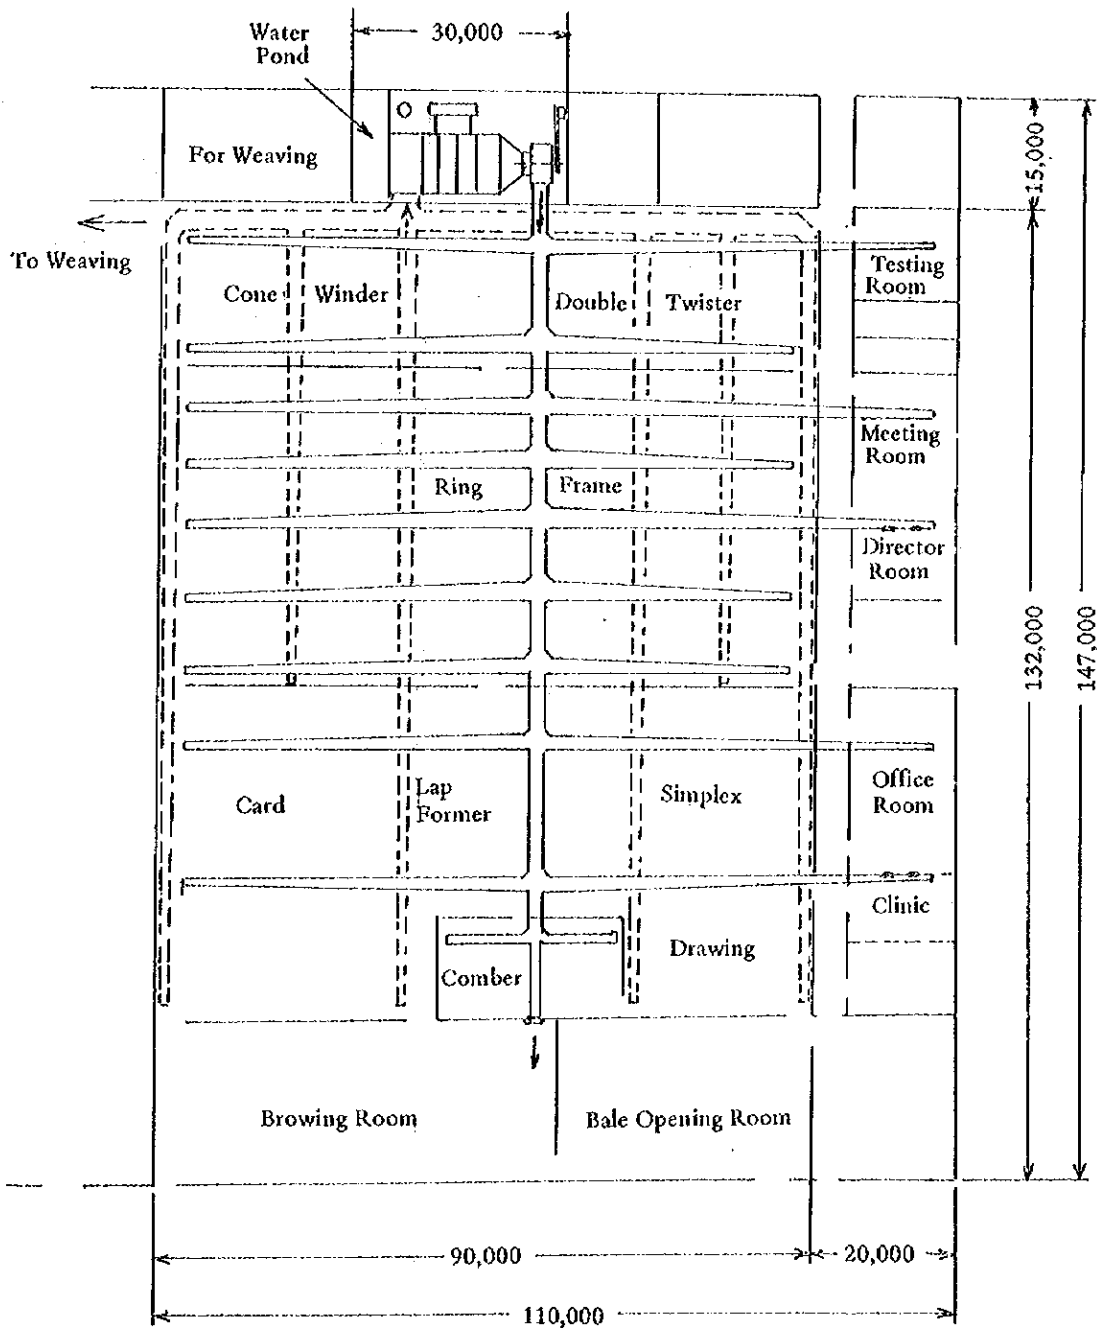 Water
Pond
30,000
For Weaving
15,000
To Weaving
Testing
Room
Cone
Winder
Double
Twister
Meeting
Room
Ring
Frame
Director
Room
132,000
147,000
Card
Lap
Former
Simplex
Office
Room
Clinic
Comber
Drawing
Browing Room
Bale Opening Room
90,000
20,000
110,000